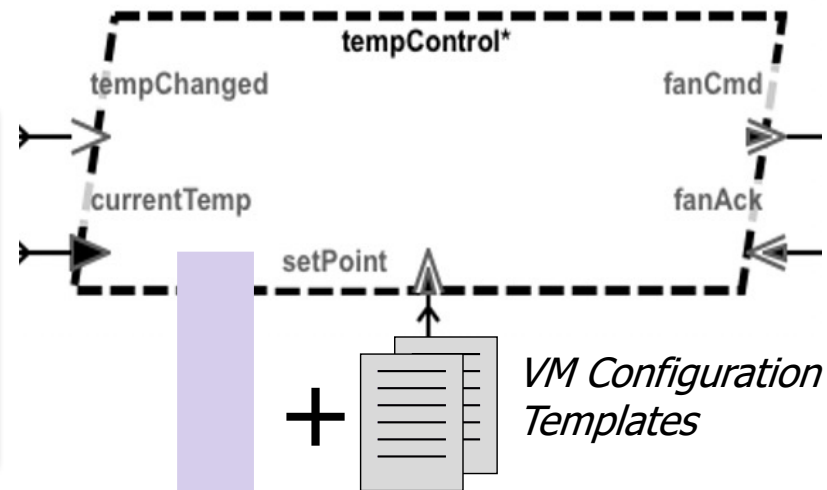 tempControl*
tempChanged
fanCmd
currentTemp
fanAck
setPoint
+
VM Configuration
Templates